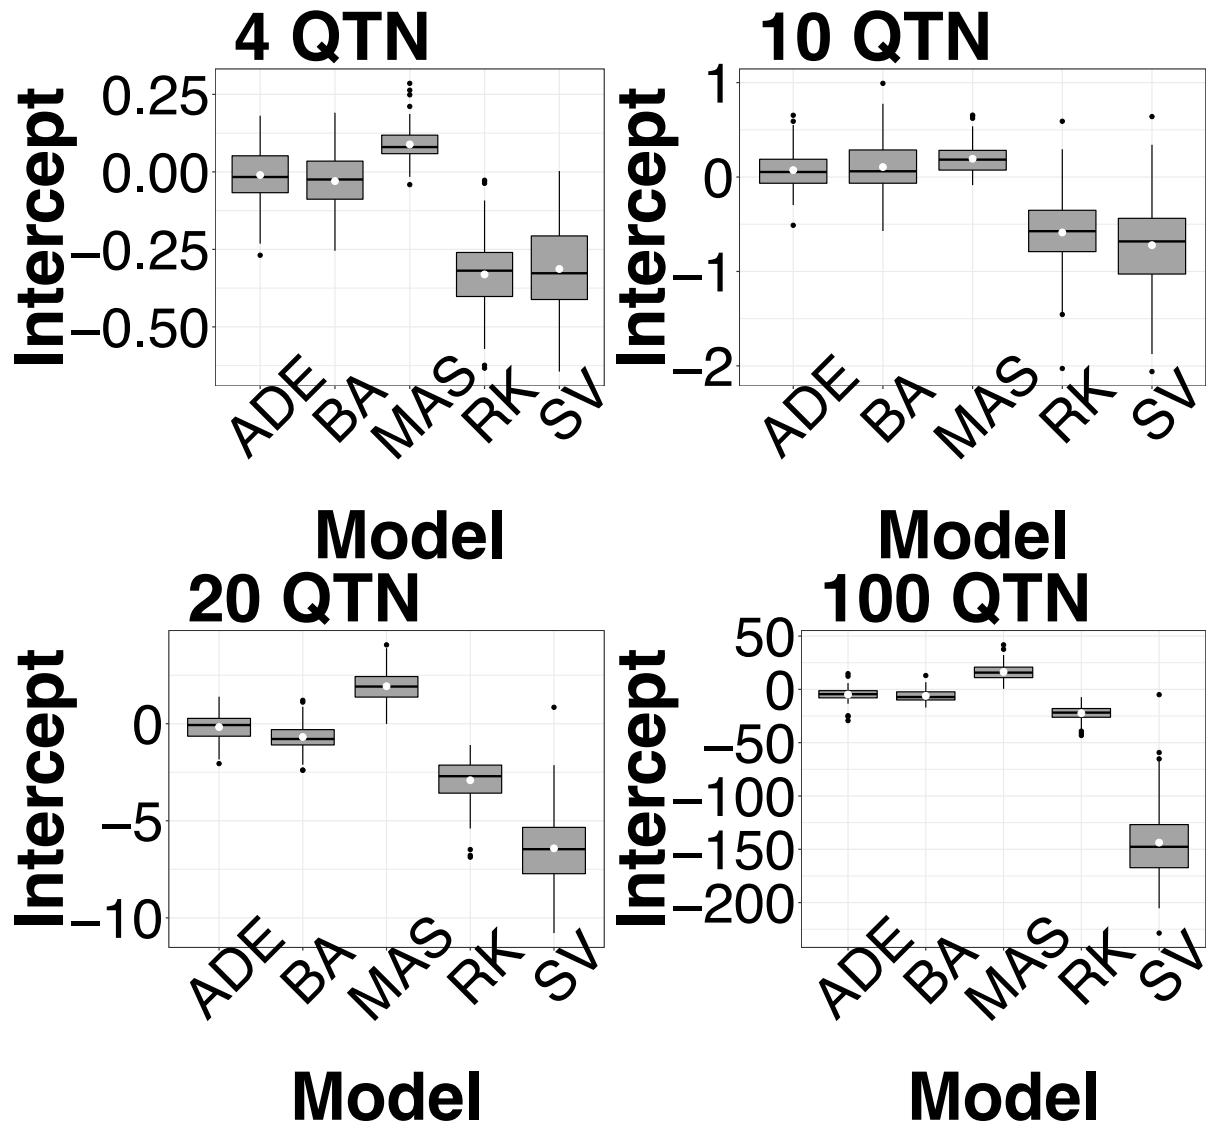 4 QTN
Intercept
0.25
0.00
−0.25
−0.50
ADE
BA
MAS
RK
SV
Model
10 QTN
Intercept
1
0
−1
−2
ADE
BA
MAS
RK
SV
Model
20 QTN
Intercept
0
−5
−10
ADE
BA
MAS
RK
SV
Model
100 QTN
Intercept
50
0
−50
−100
−150
−200
ADE
BA
MAS
RK
SV
Model